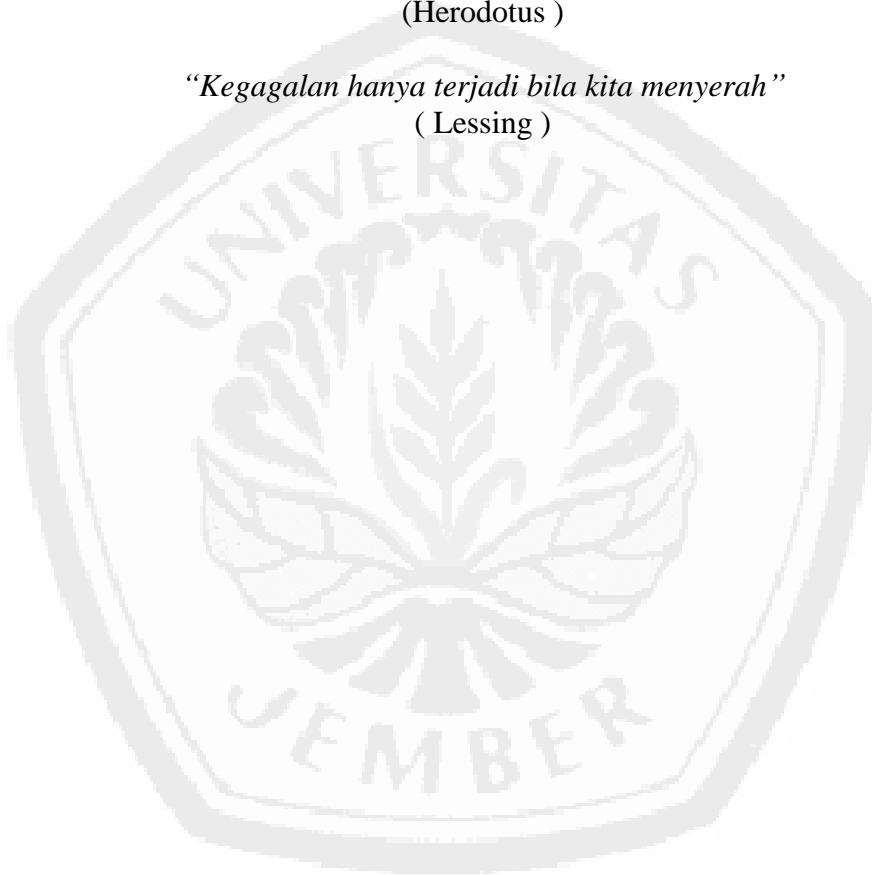 (Herodotus )
“Kegagalan hanya terjadi bila kita menyerah”
( Lessing )
UNIVERSITAS
JEMBER